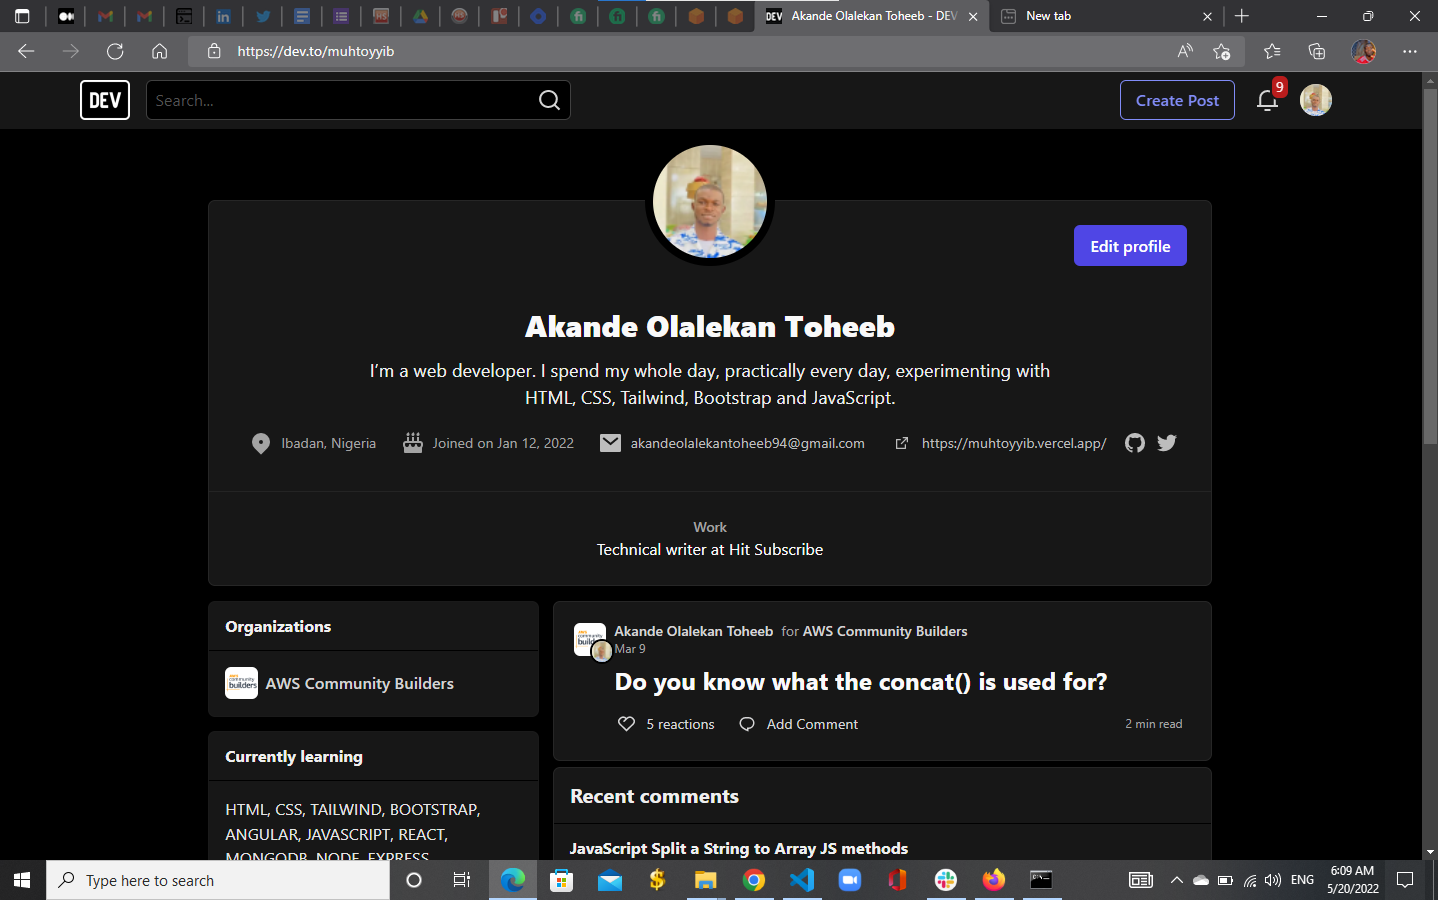 DEV Akande Olalekan Toheeb - DEV
New tab
https://dev.to/muhtoyyib
DEV
Search...
Create Post
9
Edit profile
Akande Olalekan Toheeb
I'm a web developer. I spend my whole day, practically every day, experimenting with
HTML, CSS, Tailwind, Bootstrap and JavaScript.
Ibadan, Nigeria
Joined on Jan 12, 2022
akandeolalekantoheeb94@gmail.com
https://muhtoyyib.vercel.app/
Work
Technical writer at Hit Subscribe
Organizations
AWS Community Builders
Currently learning
HTML, CSS, TAILWIND, BOOTSTRAP,
ANGULAR, JAVASCRIPT, REACT,
MONGODB, NODE, EXPRESS
Akande Olalekan Toheeb for AWS Community Builders
Mar 9
Do you know what the concat() is used for?
5 reactions
Add Comment
2 min read
Recent comments
JavaScript Split a String to Array JS methods
Type here to search
ENG
6:09 AM
5/20/2022